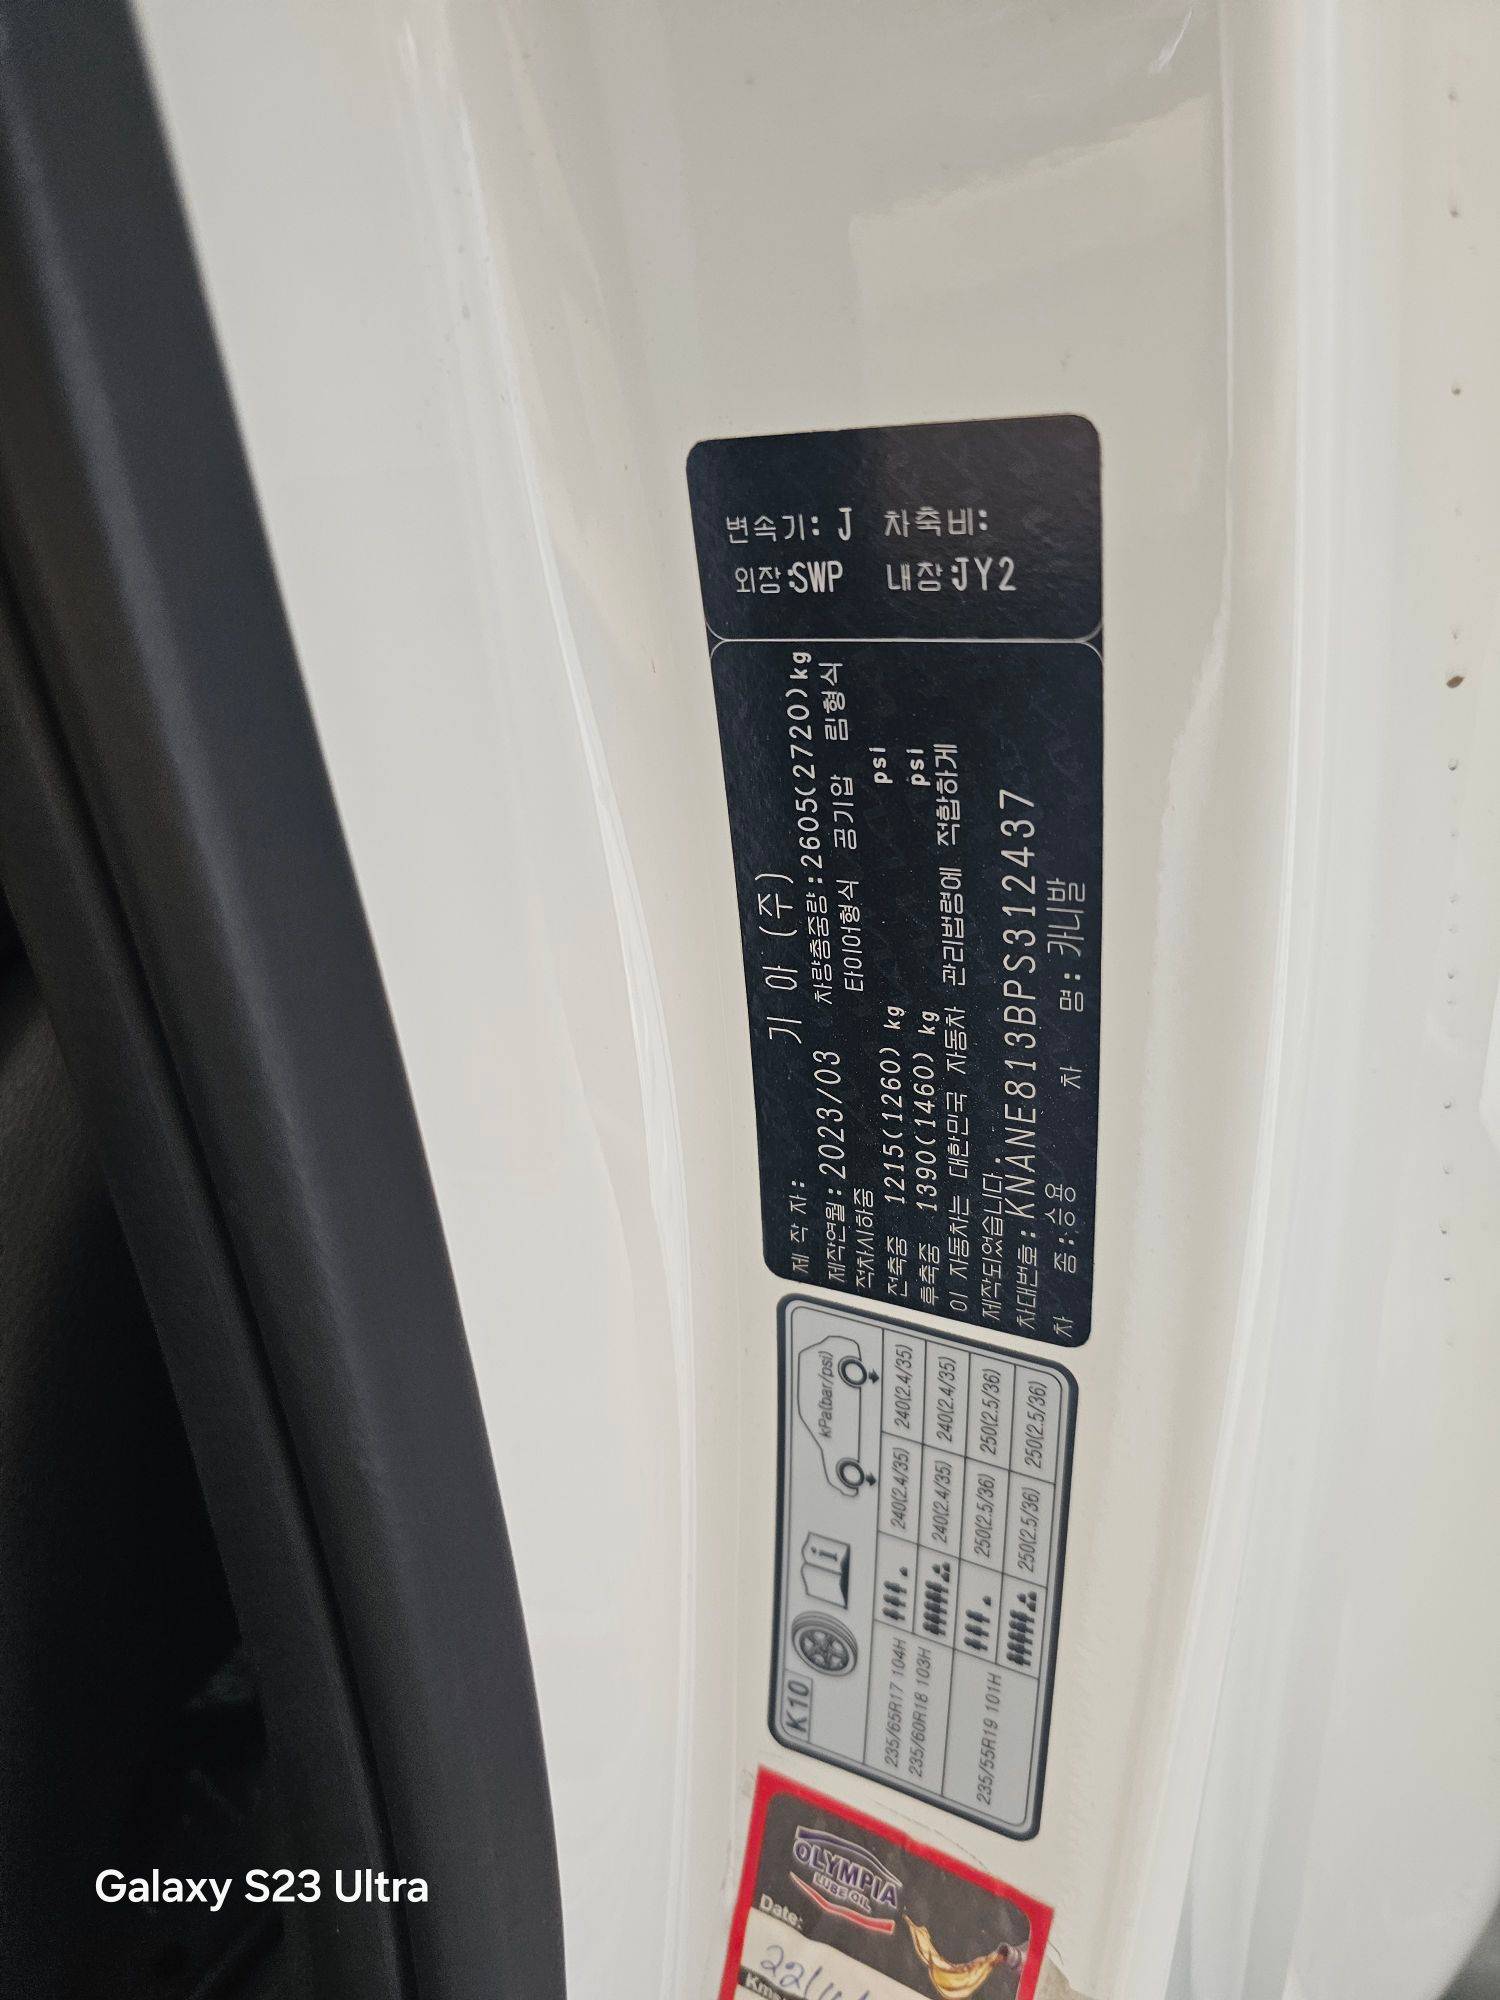 변속기: J 차축비:
외장:SWP 내장:JY2
제 작 자: 기 아 (주)
제작연월: 2023/03 차량총중량:2605(2720)kg
적차시하중 타이어형식 공기압 림형식
전축중 1215(1260) kg psi
후축중 1390(1460) kg psi
이 자동차는 대한민국 자동차 관리법령에 적합하게
제작되었습니다.
차대번호:KNANE813BPS312437
차 종: 승용 차 명: 카니발
K10 kPa(bar/psi)
235/65R17 104H 240(2.4/35) 240(2.4/35)
235/60R18 103H 240(2.4/35) 240(2.4/35)
235/55R19 101H 250(2.5/36) 250(2.5/36)
250(2.5/36) 250(2.5/36)
OLYMPIA
LUBE OIL
Date:
Galaxy S23 Ultra